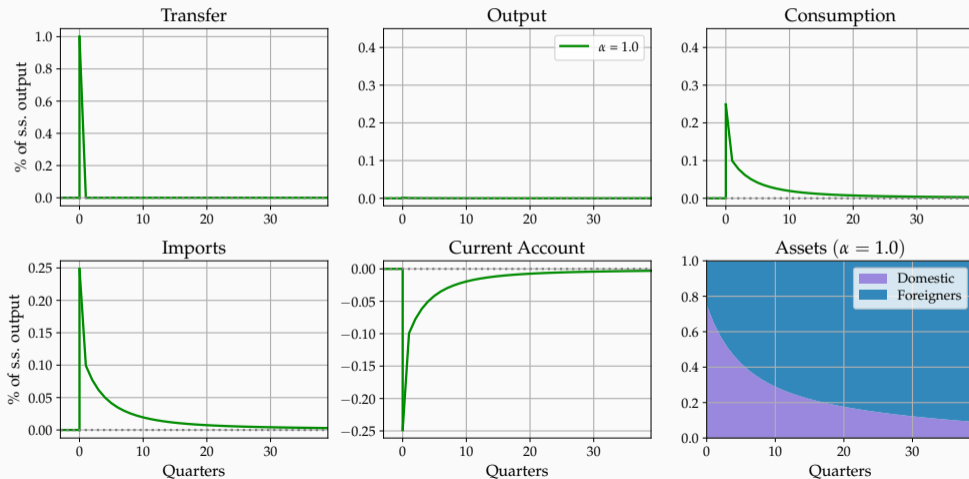 Transfer
% of s.s. output
1.0
0.8
0.6
0.4
0.2
0.0
0 10 20 30
Output
α = 1.0
0.4
0.3
0.2
0.1
0.0
0 10 20 30
Consumption
0.4
0.3
0.2
0.1
0.0
0 10 20 30
Imports
% of s.s. output
0.25
0.20
0.15
0.10
0.05
0.00
0 10 20 30
Quarters
Current Account
0.00
−0.05
−0.10
−0.15
−0.20
−0.25
0 10 20 30
Quarters
Assets (α = 1.0)
Domestic
Foreigners
1.0
0.8
0.6
0.4
0.2
0.0
0 10 20 30
Quarters